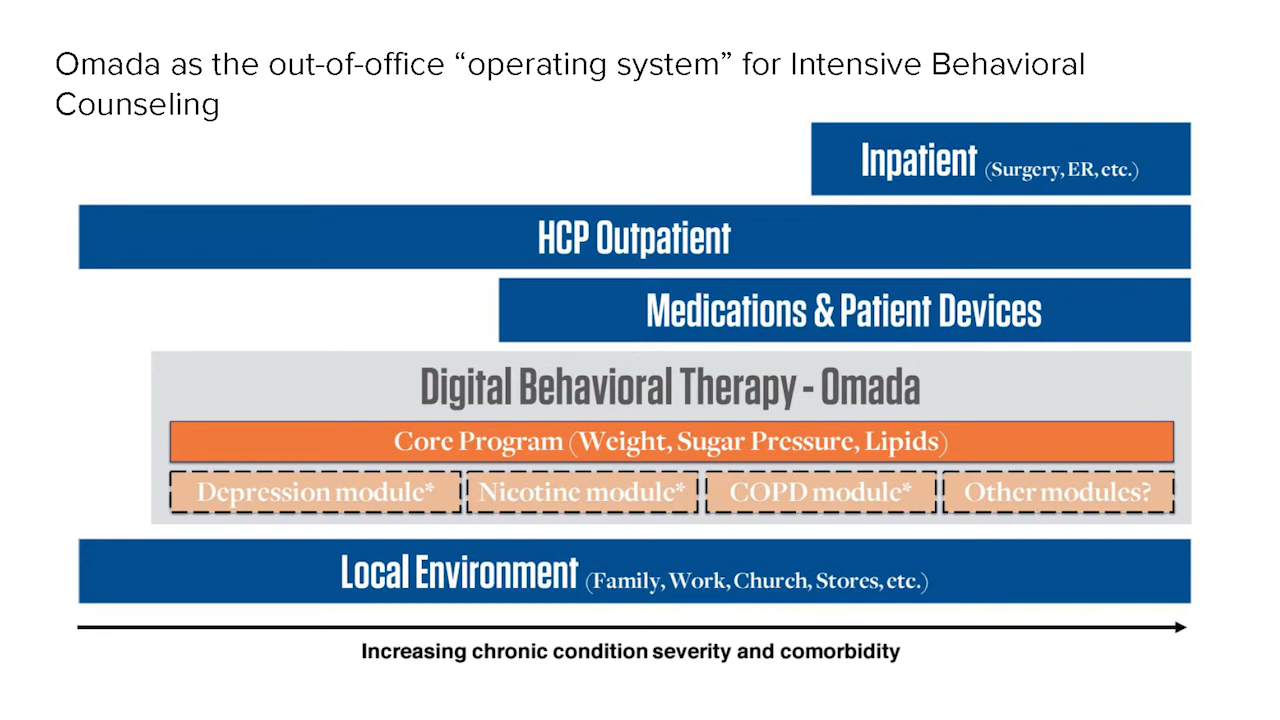 Omada as the out-of-office “operating system” for Intensive Behavioral
Counseling
Inpatient (Surgery, ER, etc.)
HCP Outpatient
Medications & Patient Devices
Digital Behavioral Therapy - Omada
Core Program (Weight, Sugar Pressure, Lipids)
Depression module* Nicotine module* COPD module* Other modules?
Local Environment (Family, Work, Church, Stores, etc.)
Increasing chronic condition severity and comorbidity